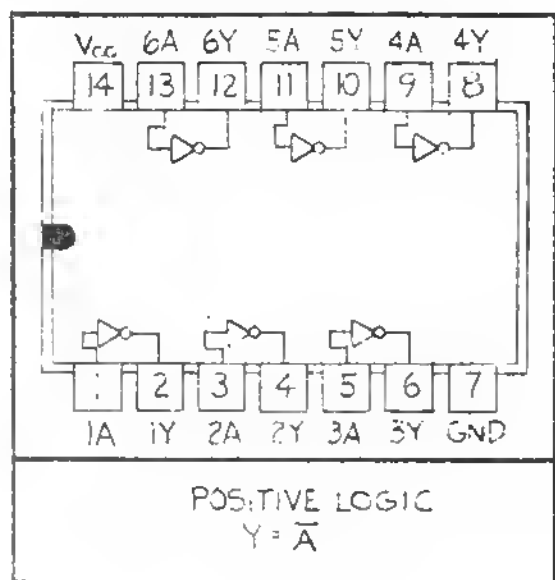 Vcc 6A 6Y 5A 5Y 4A 4Y
14 13 12 11 10 9 8
1 2 3 4 5 6 7
1A 1Y 2A 2Y 3A 3Y GND
POSITIVE LOGIC
Y = A̅